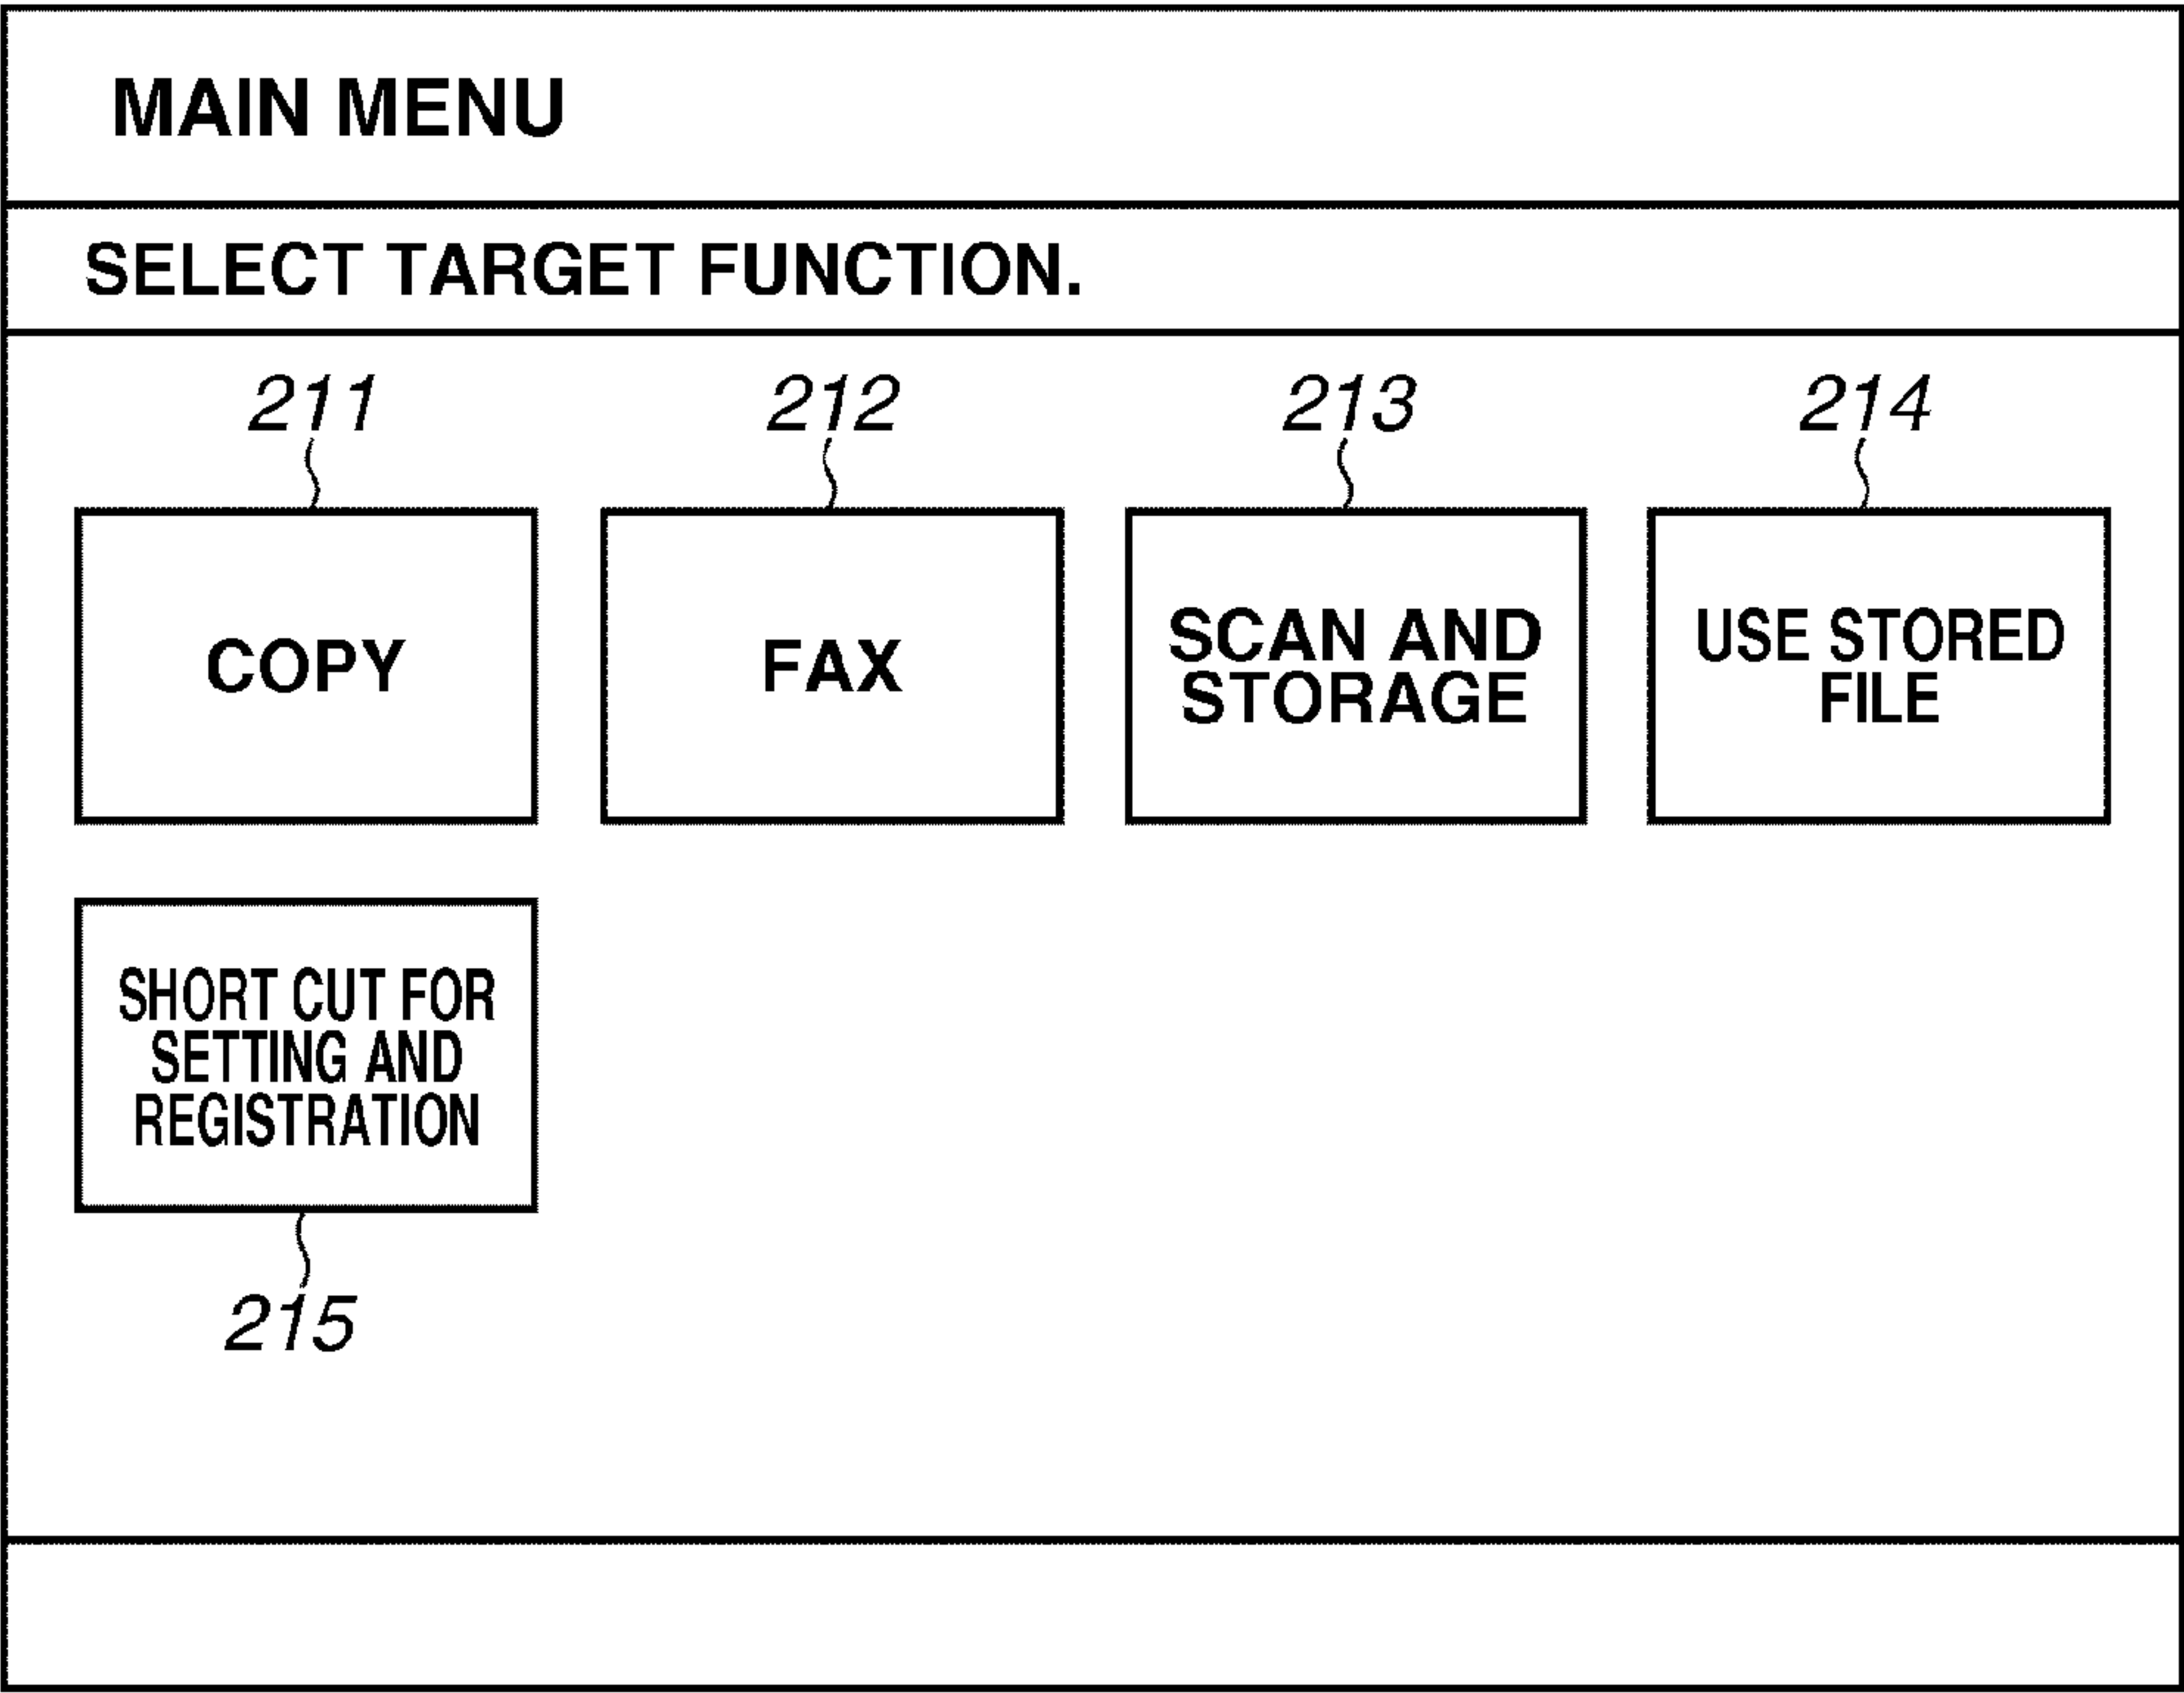 MAIN MENU
SELECT TARGET FUNCTION.
211
212
213
214
COPY
FAX
SCAN AND
STORAGE
USE STORED
FILE
SHORT CUT FOR
SETTING AND
REGISTRATION
215